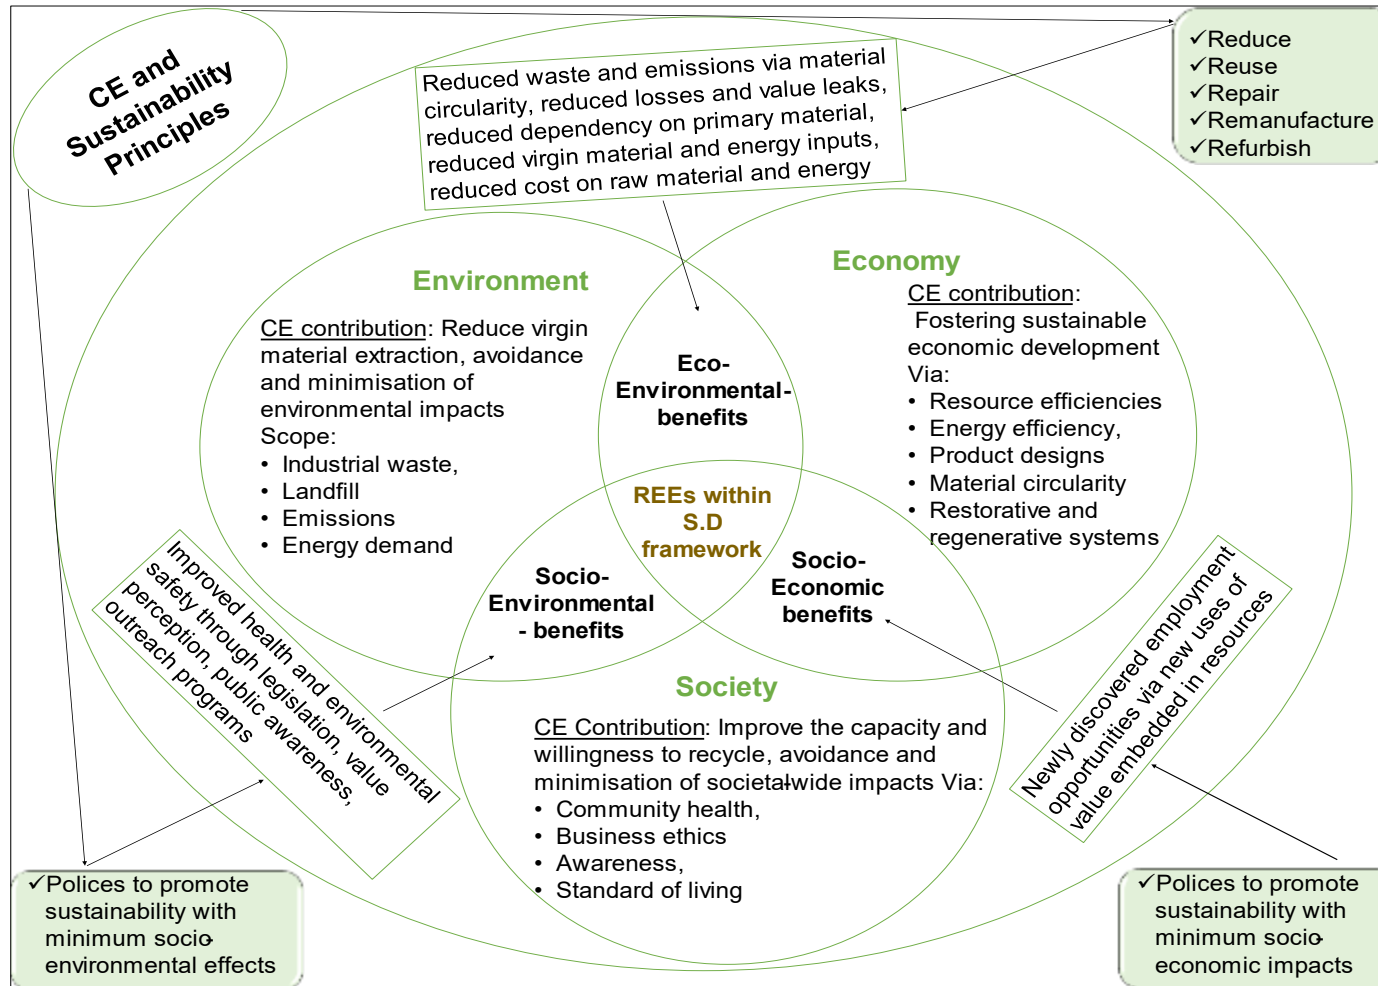 CE and
Sustainability
Principles
✓Reduce
✓Reuse
✓Repair
✓Remanufacture
✓Refurbish
Reduced waste and emissions via material
circularity, reduced losses and value leaks,
reduced dependency on primary material,
reduced virgin material and energy inputs,
reduced cost on raw material and energy
Environment
CE contribution: Reduce virgin
material extraction, avoidance
and minimisation of
environmental impacts
Scope:
• Industrial waste,
• Landfill
• Emissions
• Energy demand
Economy
CE contribution:
Fostering sustainable
economic development
Via:
• Resource efficiencies
• Energy efficiency,
• Product designs
• Material circularity
• Restorative and
regenerative systems
Eco-
Environmental-
benefits
REEs within
S.D
framework
Socio-
Environmental
- benefits
Socio-
Economic
benefits
Society
CE Contribution: Improve the capacity and
willingness to recycle, avoidance and
minimisation of societal-wide impacts Via:
• Community health,
• Business ethics
• Awareness,
• Standard of living
Improved health and environmental
safety through legislation, value
perception, public awareness,
outreach programs
Newly discovered employment
opportunities via new uses of
value embedded in resources
✓Polices to promote
sustainability with
minimum socio-
environmental effects
✓Polices to promote
sustainability with
minimum socio-
economic impacts